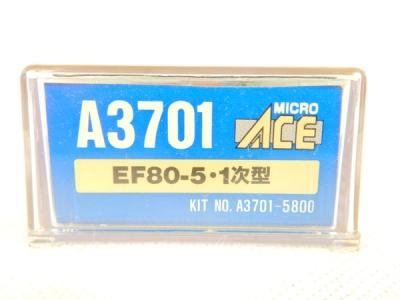 A3701
MICRO
ACE
EF80-5・1次型
KIT NO. A3701-5800